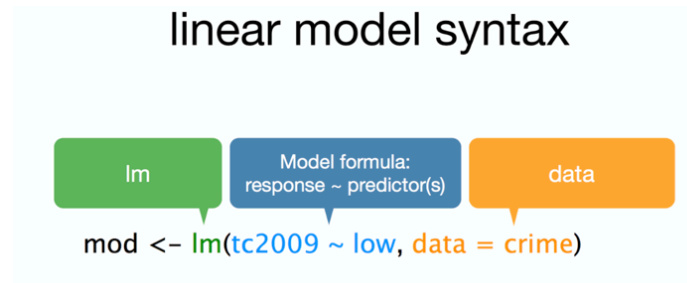 linear model syntax
lm
Model formula:
response ~ predictor(s)
data
mod <- lm(tc2009 ~ low, data = crime)